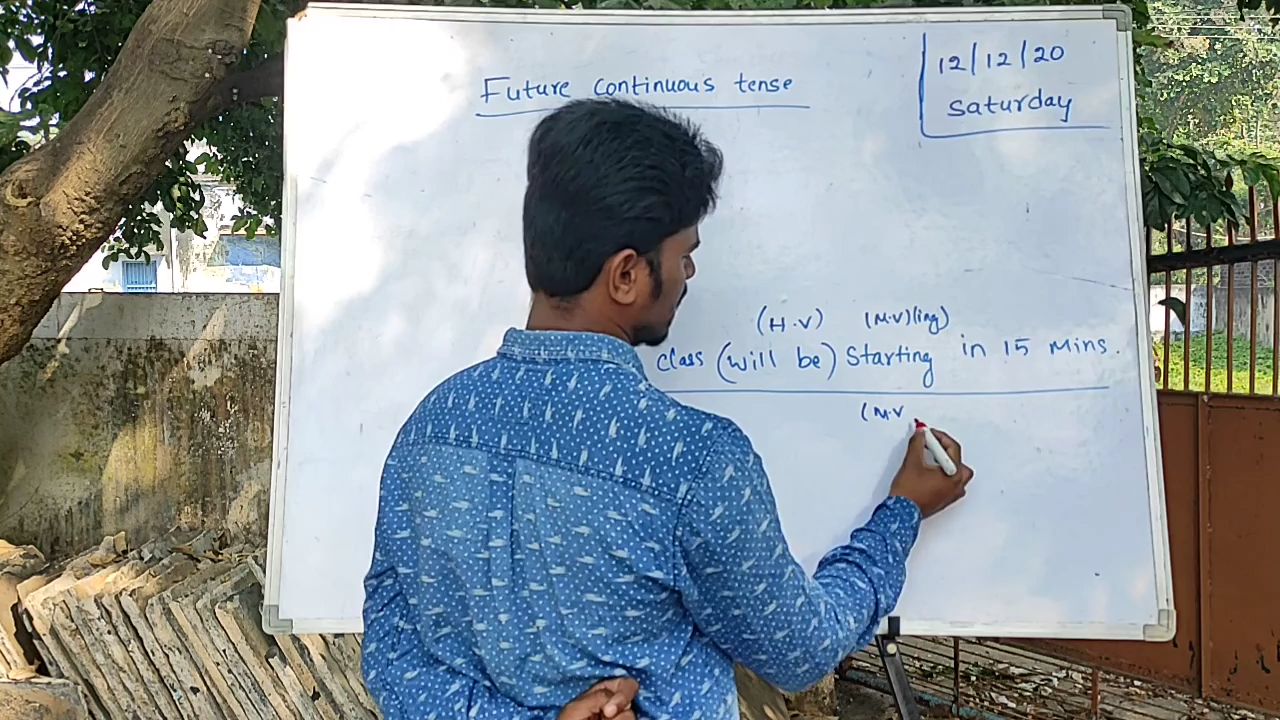 Future continuous tense
12/12/20
saturday
(H.V) (M.V)(ing)
class (will be) starting in 15 Mins.
(M.V